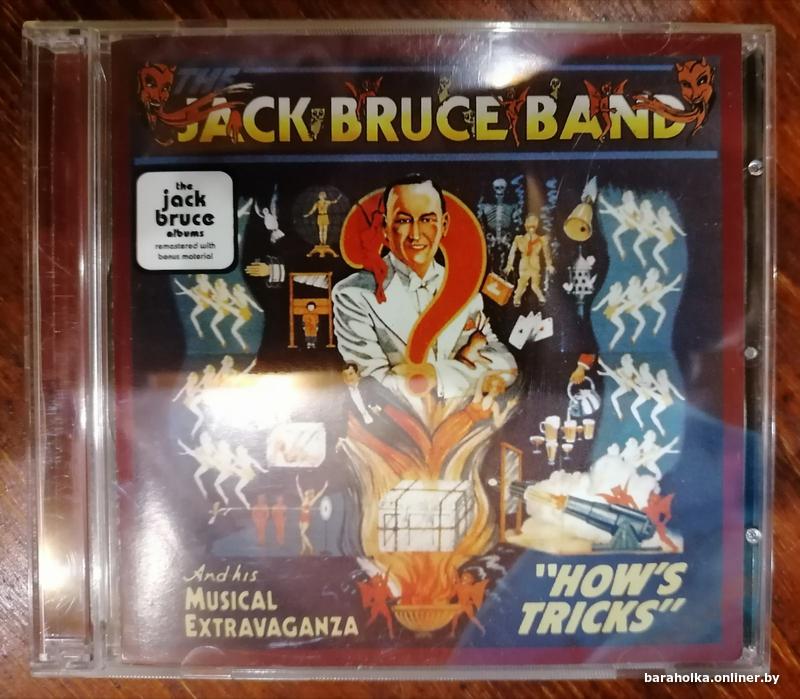 THE
JACK BRUCE BAND
the
jack
bruce
albums
remastered with
bonus material
And his
MUSICAL
EXTRAVAGANZA
"HOW'S
TRICKS"
baraholka.onliner.by